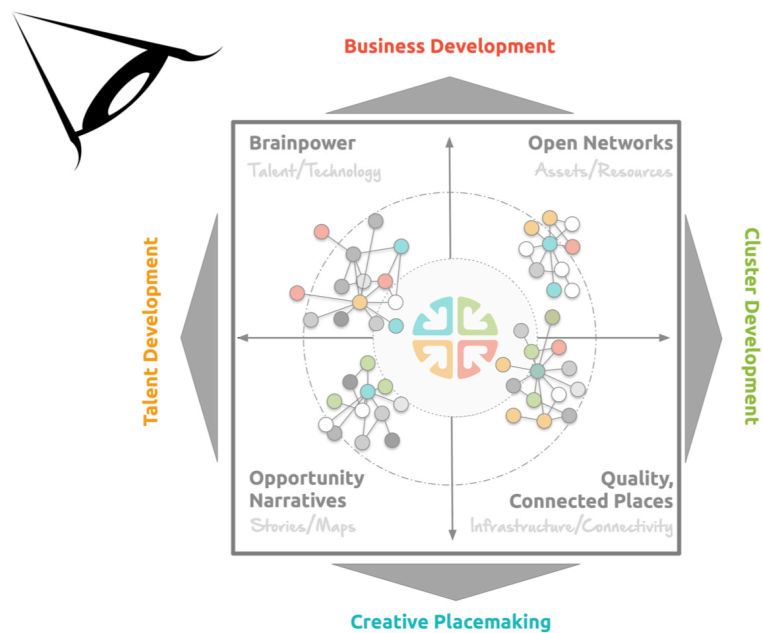 Business Development
Brainpower
Talent/Technology
Open Networks
Assets/Resources
Talent Development
Cluster Development
Opportunity
Narratives
Stories/Maps
Quality,
Connected Places
Infrastructure/Connectivity
Creative Placemaking